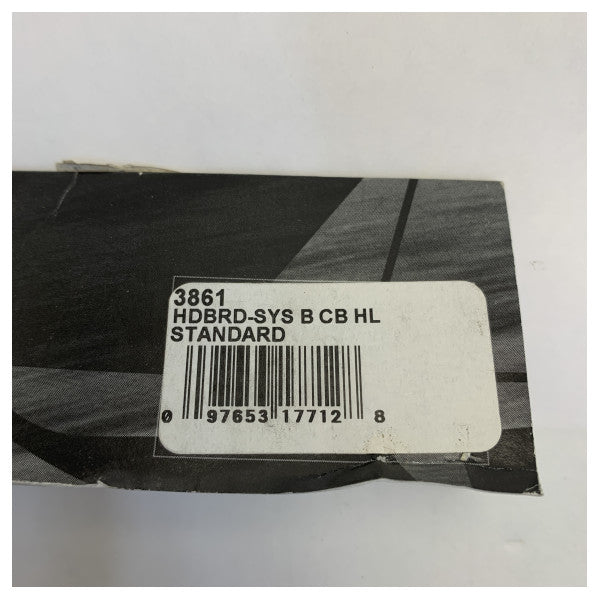 3861
HDBRD-SYS B CB HL
STANDARD
0 97653 17712 8